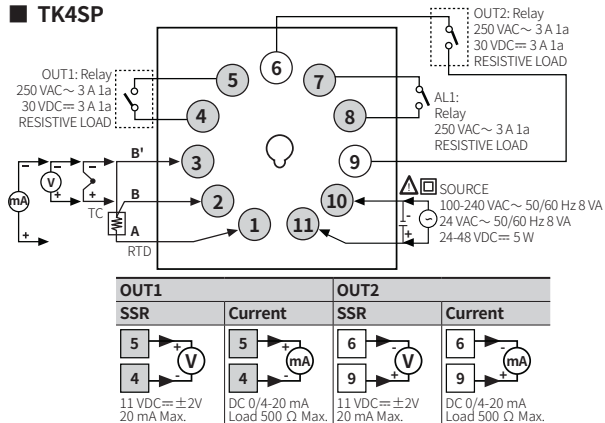 ■ TK4SP
OUT1: Relay
250 VAC～ 3 A 1a
30 VDC⎓ 3 A 1a
RESISTIVE LOAD
OUT2: Relay
250 VAC～ 3 A 1a
30 VDC⎓ 3 A 1a
RESISTIVE LOAD
AL1:
Relay
250 VAC～ 3 A 1a
RESISTIVE LOAD
5
6
7
4
8
3
9
2
10
1
11
B'
B
A
mA
V
TC
RTD
- - -
+ + +
- +
SOURCE
100-240 VAC～ 50/60 Hz 8 VA
24 VAC～ 50/60 Hz 8 VA
24-48 VDC⎓ 5 W
OUT1 OUT2
SSR Current SSR Current
5 + 5 + 6 - 6 -
V mA V mA
4 - 4 - 9 + 9 +
11 VDC⎓ ±2V
20 mA Max.
DC 0/4-20 mA
Load 500 Ω Max.
11 VDC⎓ ±2V
20 mA Max.
DC 0/4-20 mA
Load 500 Ω Max.